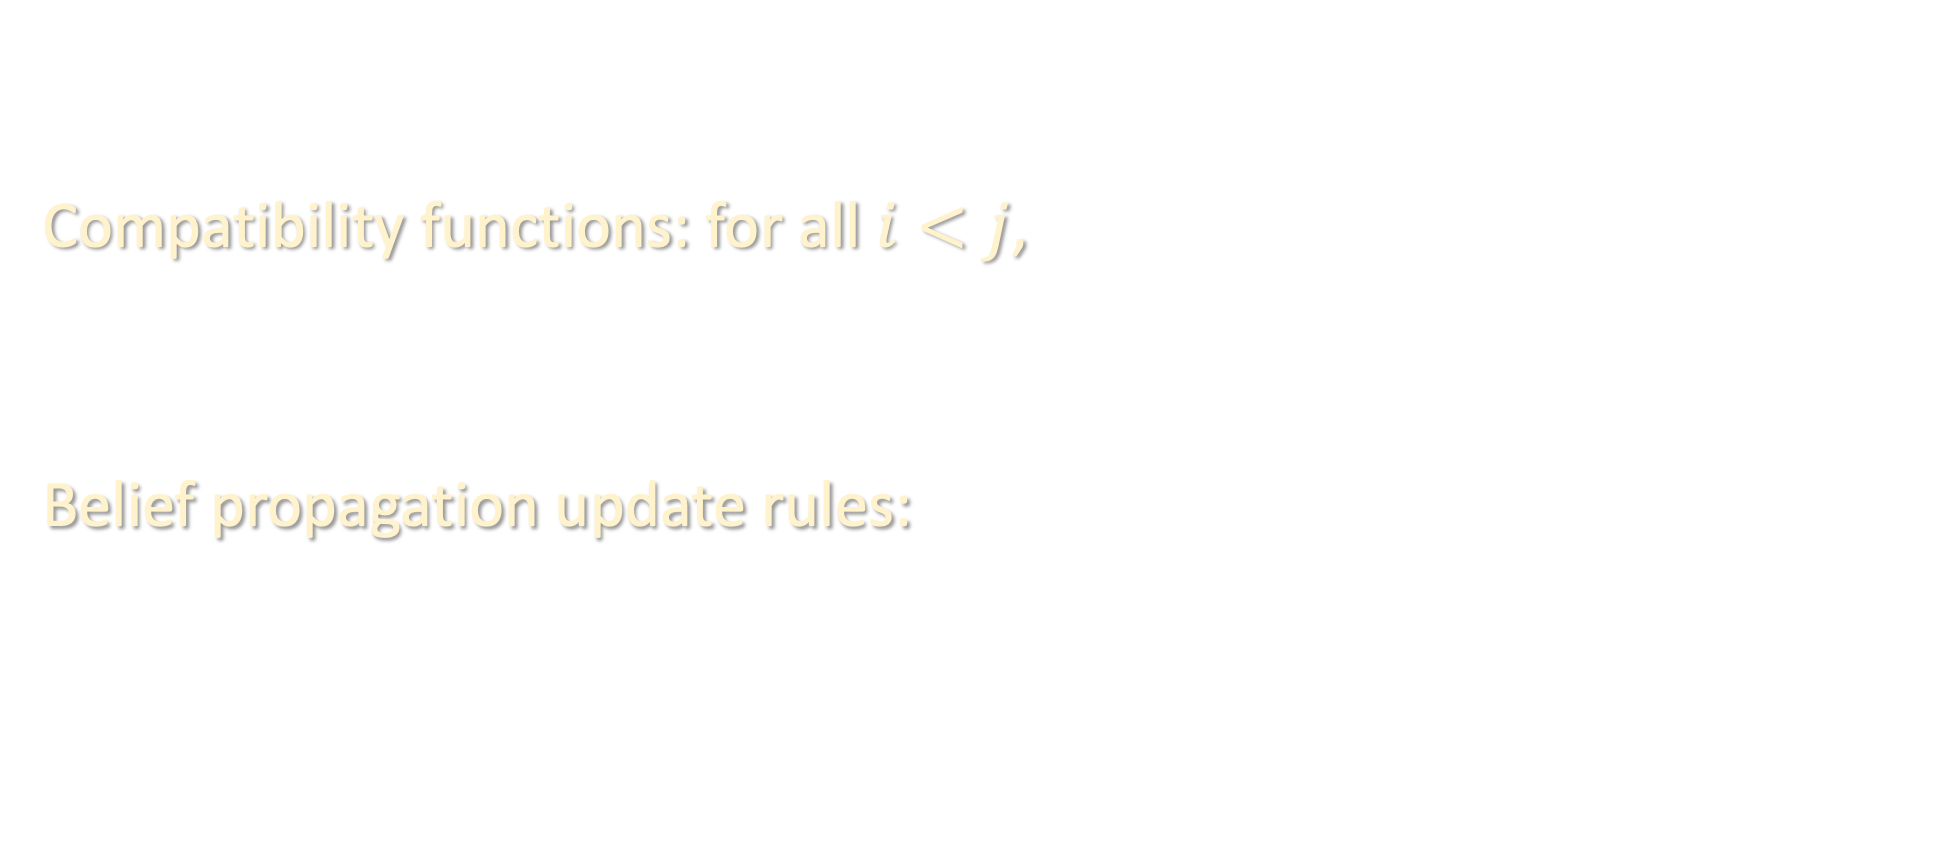 Compatibility functions: for all i < j,
Belief propagation update rules: